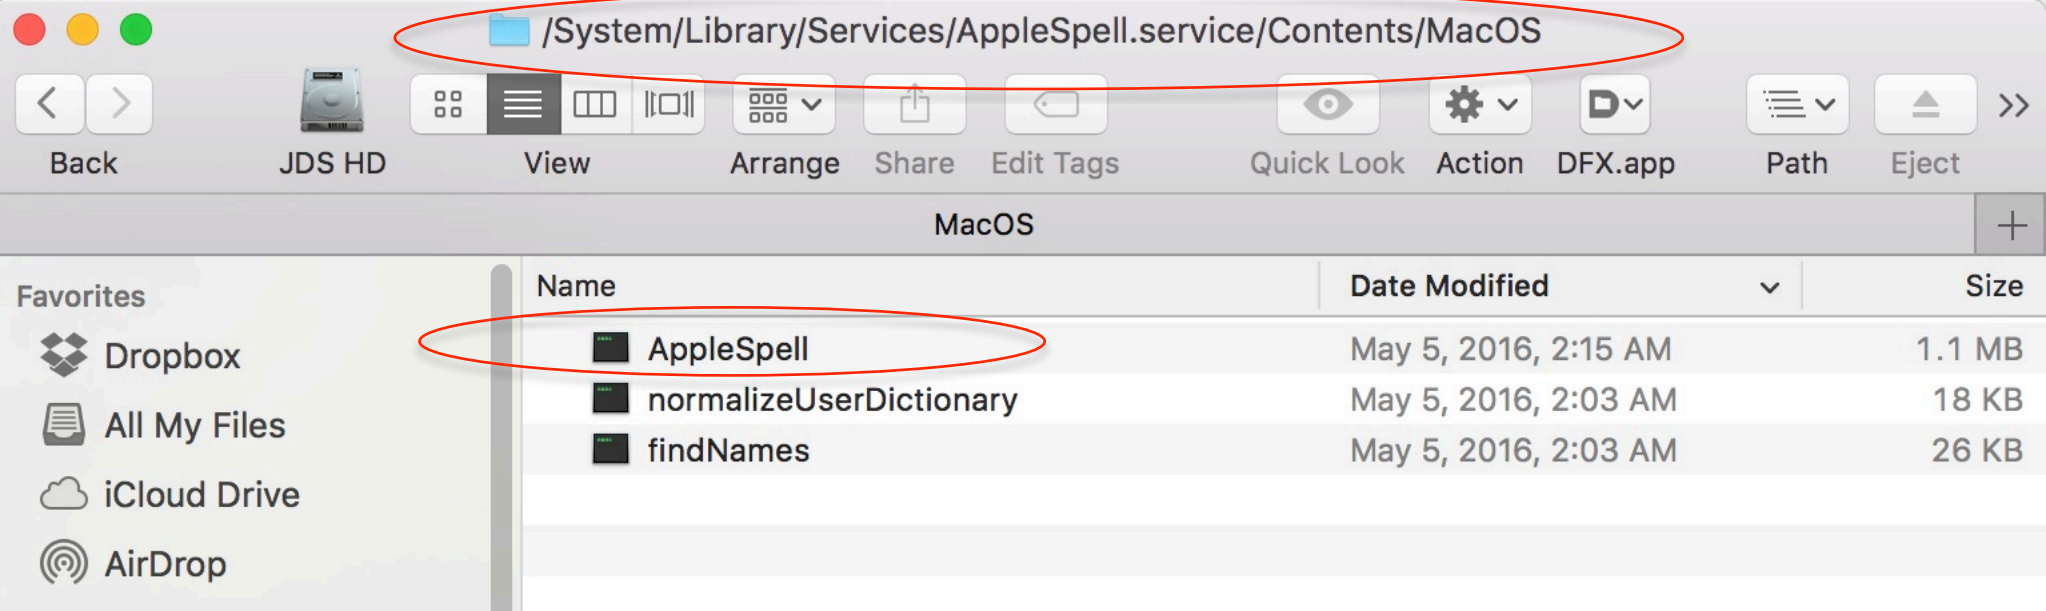 /System/Library/Services/AppleSpell.service/Contents/MacOS
Back JDS HD View Arrange Share Edit Tags Quick Look Action DFX.app Path Eject
MacOS
Favorites
Dropbox
All My Files
iCloud Drive
AirDrop
Name Date Modified Size
AppleSpell May 5, 2016, 2:15 AM 1.1 MB
normalizeUserDictionary May 5, 2016, 2:03 AM 18 KB
findNames May 5, 2016, 2:03 AM 26 KB